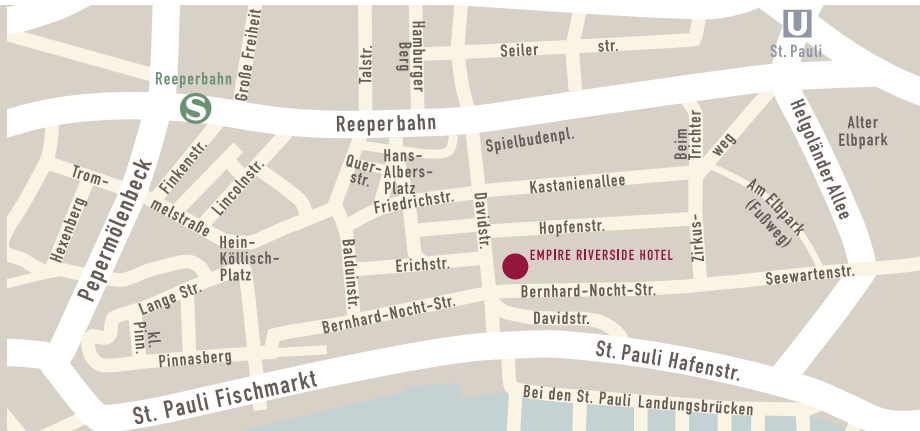 U
St. Pauli
Seiler
str.
Hamburger
Berg
Talstr.
Große Freiheit
Reeperbahn
S
Reeperbahn
Spielbudenpl.
Beim
Trichter
Helgoländer Allee
Alter
Elbpark
Pepermölenbeck
Finkenstr.
Lincolnstr.
Quer-
str.
Hans-
Albers-
Platz
Friedrichstr.
Davidstr.
Kastanienallee
Zirkus-
weg
Am Elbpark
(Fußweg)
Trom-
melstraße
Hexenberg
Hein-
Köllisch-
Platz
Balduinstr.
Erichstr.
Hopfenstr.
EMPIRE RIVERSIDE HOTEL
Seewartenstr.
Bernhard-Nocht-Str.
Bernhard-Nocht-Str.
Davidstr.
Lange Str.
kl.
Pinn.
Pinnasberg
St. Pauli Fischmarkt
St. Pauli Hafenstr.
Bei den St. Pauli Landungsbrücken